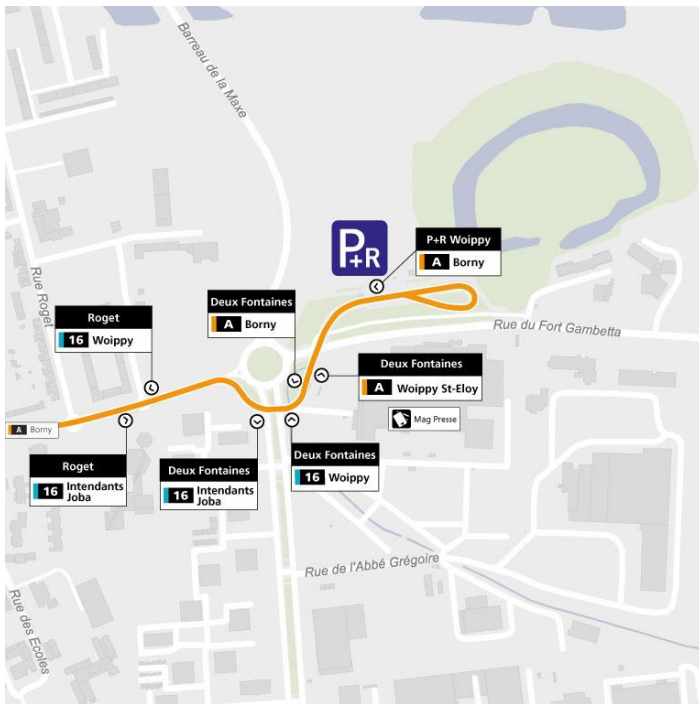 Barreau de la Maxe
P+R
P+R Woippy
A Borny
Rue Roget
Deux Fontaines
A Borny
Roget
16 Woippy
Rue du Fort Gambetta
Deux Fontaines
A Woippy St-Eloy
Mag Presse
A Borny
Roget
16 Intendants
Joba
Deux Fontaines
16 Intendants
Joba
Deux Fontaines
16 Woippy
Rue de l'Abbé Grégoire
Rue des Ecoles